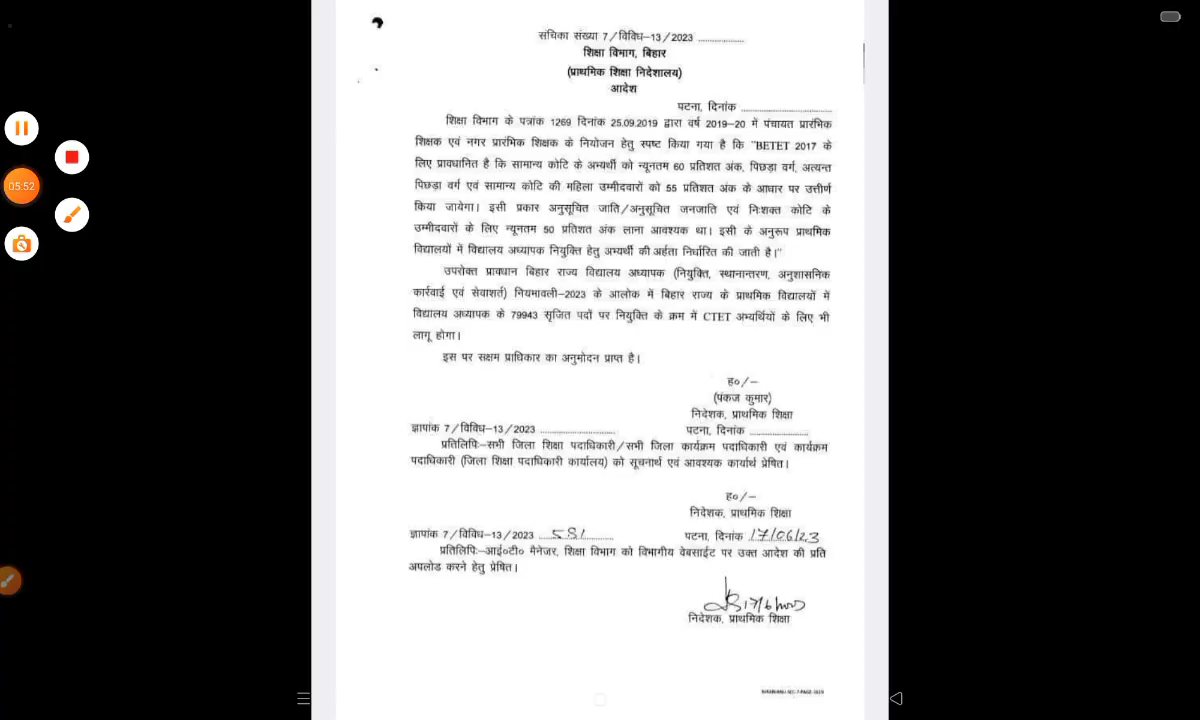 संचिका संख्या 7/विविध–13/2023 ....................
शिक्षा विभाग, बिहार
(प्राथमिक शिक्षा निदेशालय)
आदेश
पटना, दिनांक ..............................
शिक्षा विभाग के पत्रांक 1269 दिनांक 25.09.2019 द्वारा वर्ष 2019–20 में पंचायत प्रारंभिक
शिक्षक एवं नगर प्रारंभिक शिक्षक के नियोजन हेतु स्पष्ट किया गया है कि "BETET 2017 के
लिए प्रावधानित है कि सामान्य कोटि के अभ्यर्थी को न्यूनतम 60 प्रतिशत अंक, पिछड़ा वर्ग, अत्यन्त
पिछड़ा वर्ग एवं सामान्य कोटि की महिला उम्मीदवारों को 55 प्रतिशत अंक के आधार पर उत्तीर्ण
किया जायेगा। इसी प्रकार अनुसूचित जाति/अनुसूचित जनजाति एवं निःशक्त कोटि के
उम्मीदवारों के लिए न्यूनतम 50 प्रतिशत अंक लाना आवश्यक था। इसी के अनुरूप प्राथमिक
विद्यालयों में विद्यालय अध्यापक नियुक्ति हेतु अभ्यर्थी की अर्हता निर्धारित की जाती है।"
उपरोक्त प्रावधान बिहार राज्य विद्यालय अध्यापक (नियुक्ति, स्थानान्तरण, अनुशासनिक
कार्रवाई एवं सेवाशर्त) नियमावली–2023 के आलोक में बिहार राज्य के प्राथमिक विद्यालयों में
विद्यालय अध्यापक के 79943 सृजित पदों पर नियुक्ति के क्रम में CTET अभ्यर्थियों के लिए भी
लागू होगा।
इस पर सक्षम प्राधिकार का अनुमोदन प्राप्त है।
ह०/–
(पंकज कुमार)
निदेशक, प्राथमिक शिक्षा
ज्ञापांक 7/विविध–13/2023 ......................... पटना, दिनांक ....................
प्रतिलिपिः–सभी जिला शिक्षा पदाधिकारी/सभी जिला कार्यक्रम पदाधिकारी एवं कार्यक्रम
पदाधिकारी (जिला शिक्षा पदाधिकारी कार्यालय) को सूचनार्थ एवं आवश्यक कार्यार्थ प्रेषित।
ह०/–
निदेशक, प्राथमिक शिक्षा
ज्ञापांक 7/विविध–13/2023 ....581........ पटना, दिनांक 17/06/23
प्रतिलिपिः–आई०टी० मैनेजर, शिक्षा विभाग को विभागीय वेबसाईट पर उक्त आदेश की प्रति
अपलोड करने हेतु प्रेषित।
निदेशक, प्राथमिक शिक्षा
05:52